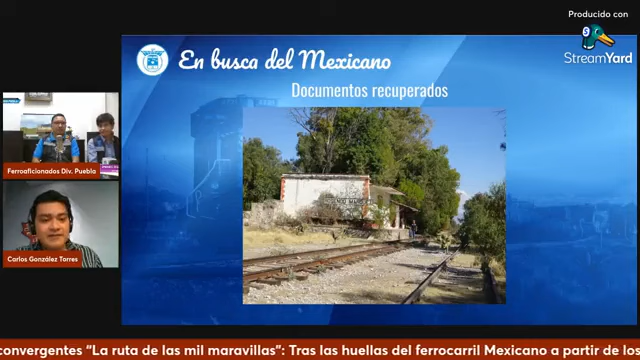 Producido con
StreamYard
En busca del Mexicano
Documentos recuperados
Ferroaficionados Div. Puebla
Carlos González Torres
convergentes "La ruta de las mil maravillas": Tras las huellas del ferrocarril Mexicano a partir de los